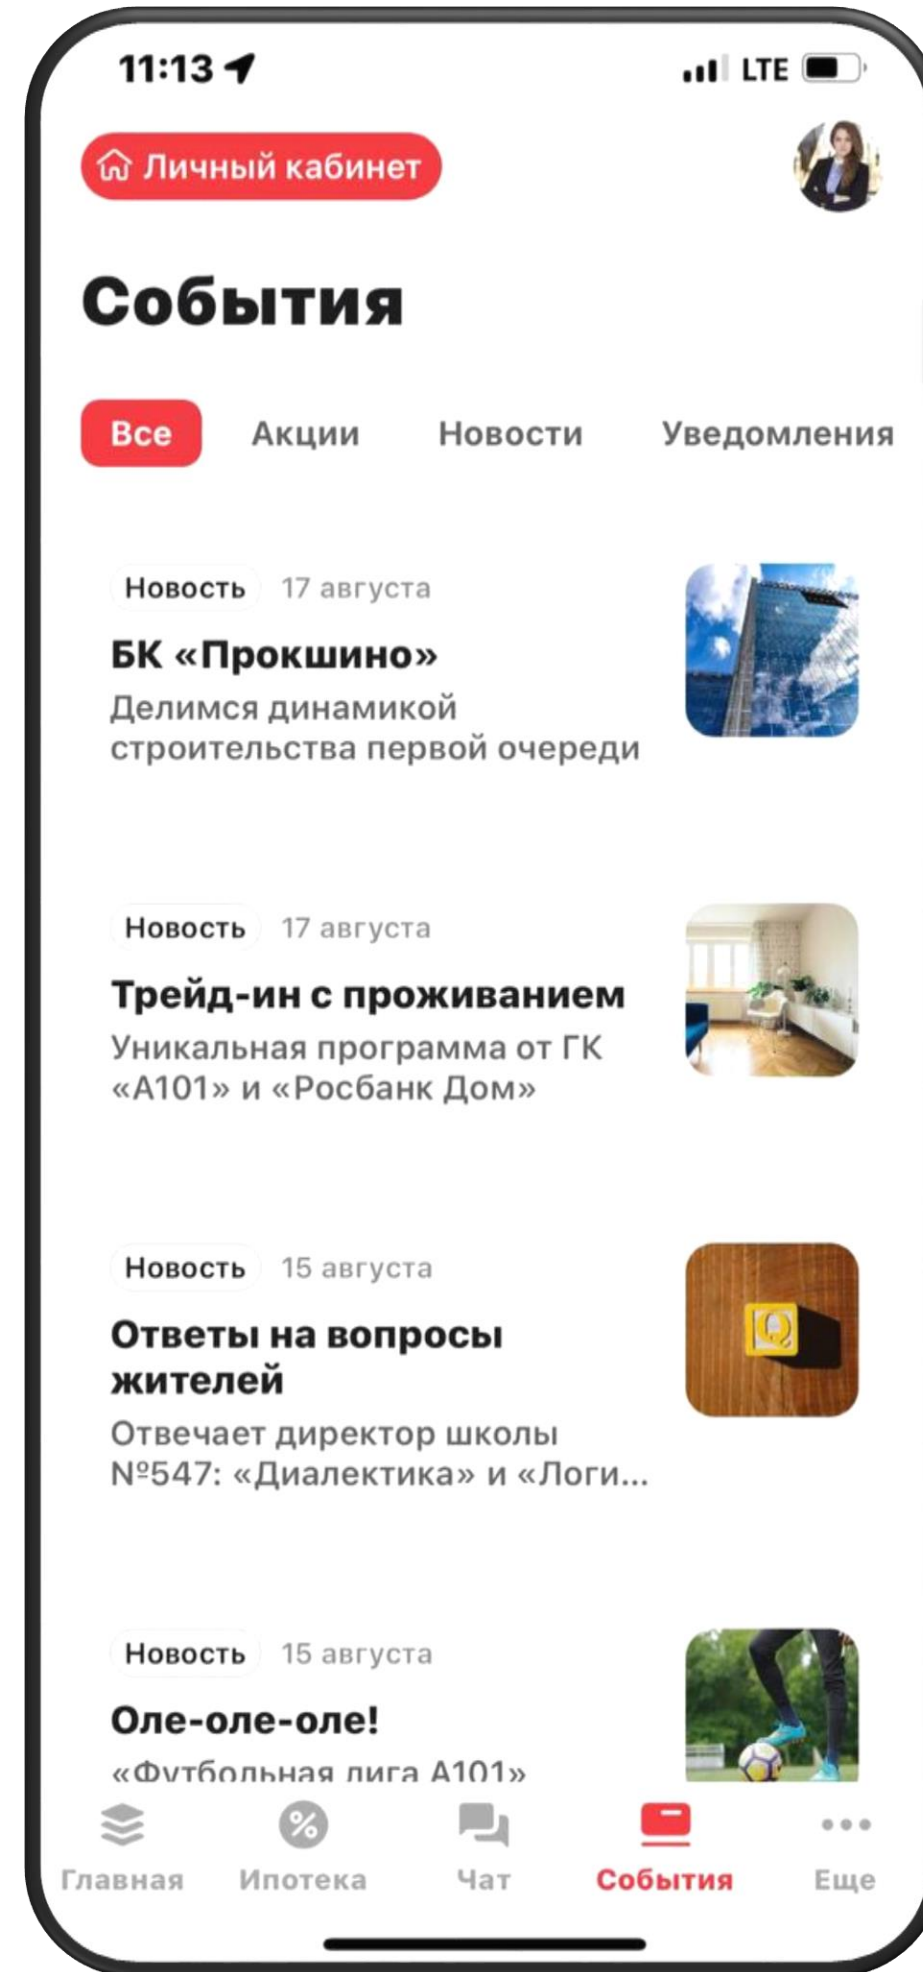 11:13
LTE
Личный кабинет
События
Все Акции Новости Уведомления
Новость 17 августа
БК «Прокшино»
Делимся динамикой
строительства первой очереди
Новость 17 августа
Трейд-ин с проживанием
Уникальная программа от ГК
«А101» и «Росбанк Дом»
Новость 15 августа
Ответы на вопросы
жителей
Отвечает директор школы
№547: «Диалектика» и «Логи...
Q
Новость 15 августа
Оле-оле-оле!
«Футбольная лига А101»
%
Главная Ипотека Чат События Еще